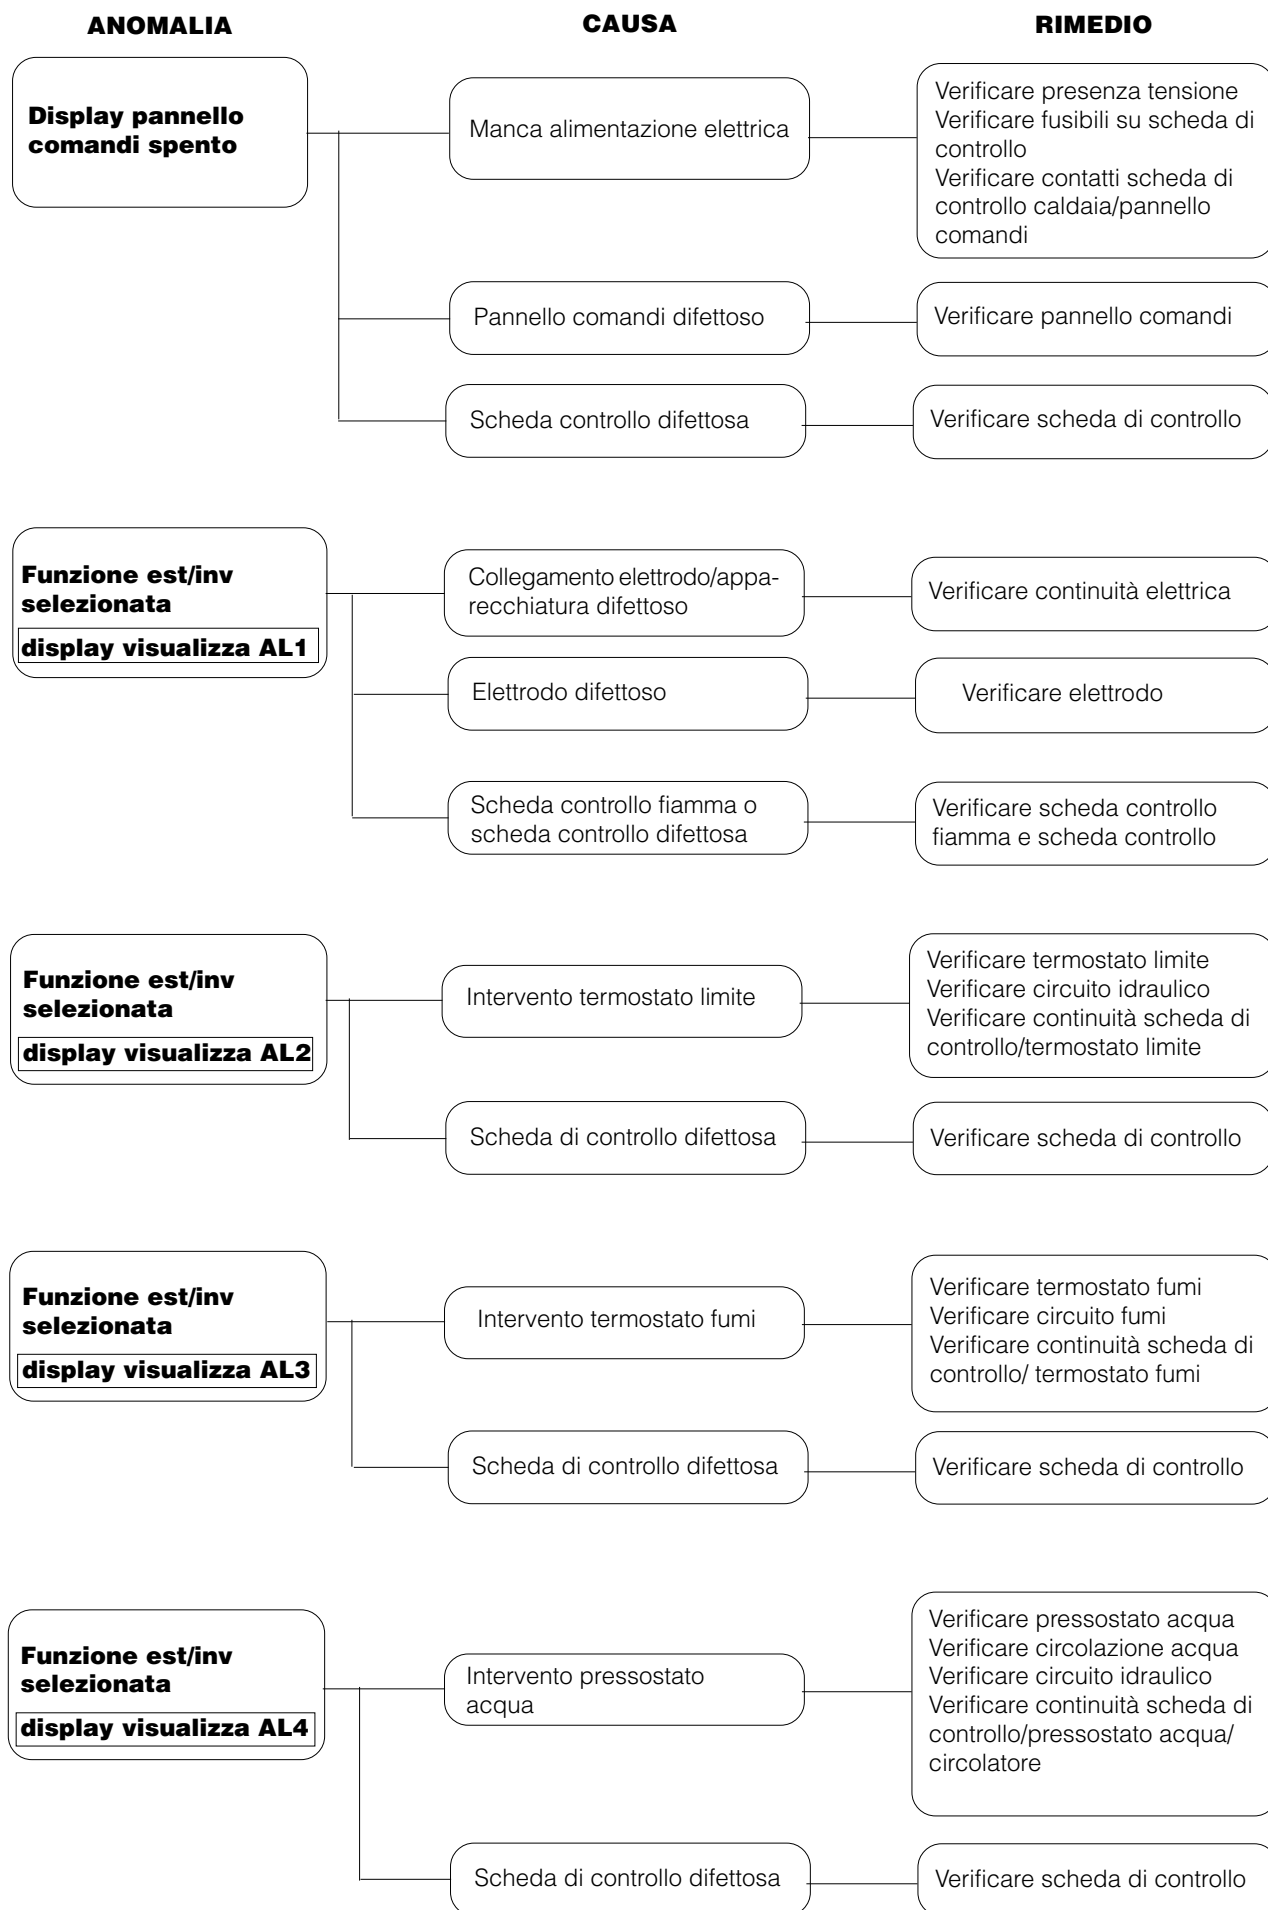 ANOMALIA
CAUSA
RIMEDIO
Display pannello
comandi spento
Manca alimentazione elettrica
Verificare presenza tensione
Verificare fusibili su scheda di
controllo
Verificare contatti scheda di
controllo caldaia/pannello
comandi
Pannello comandi difettoso
Verificare pannello comandi
Scheda controllo difettosa
Verificare scheda di controllo
Funzione est/inv
selezionata
display visualizza AL1
Collegamento elettrodo/appa-
recchiatura difettoso
Verificare continuità elettrica
Elettrodo difettoso
Verificare elettrodo
Scheda controllo fiamma o
scheda controllo difettosa
Verificare scheda controllo
fiamma e scheda controllo
Funzione est/inv
selezionata
display visualizza AL2
Intervento termostato limite
Verificare termostato limite
Verificare circuito idraulico
Verificare continuità scheda di
controllo/termostato limite
Scheda di controllo difettosa
Verificare scheda di controllo
Funzione est/inv
selezionata
display visualizza AL3
Intervento termostato fumi
Verificare termostato fumi
Verificare circuito fumi
Verificare continuità scheda di
controllo/ termostato fumi
Scheda di controllo difettosa
Verificare scheda di controllo
Funzione est/inv
selezionata
display visualizza AL4
Intervento pressostato
acqua
Verificare pressostato acqua
Verificare circolazione acqua
Verificare circuito idraulico
Verificare continuità scheda di
controllo/pressostato acqua/
circolatore
Scheda di controllo difettosa
Verificare scheda di controllo